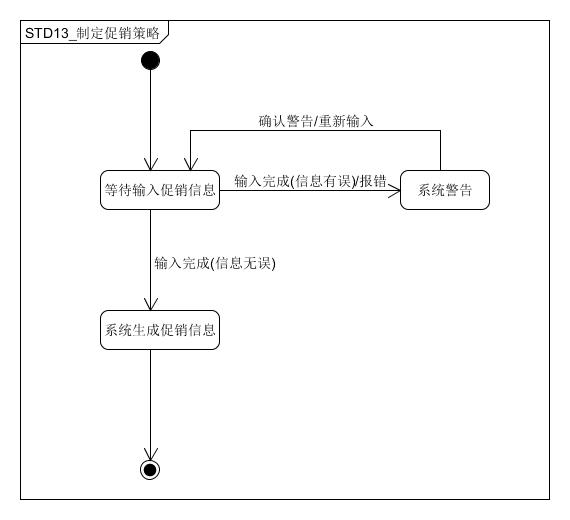 STD13_制定促销策略
确认警告/重新输入
等待输入促销信息
输入完成(信息有误)/报错
系统警告
输入完成(信息无误)
系统生成促销信息